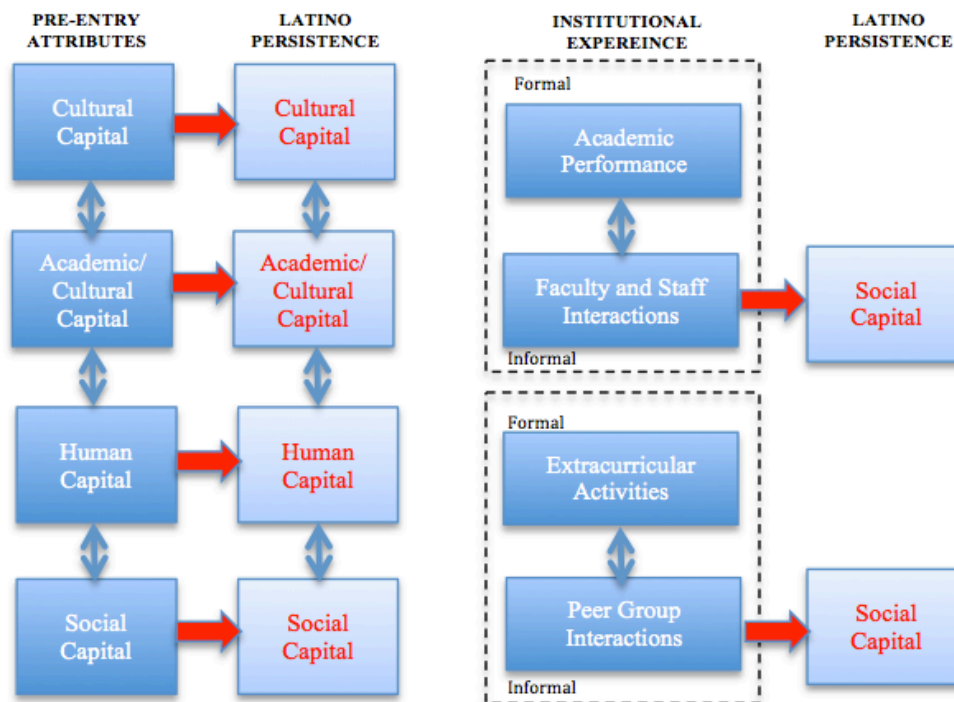 PRE-ENTRY
ATTRIBUTES
LATINO
PERSISTENCE
Cultural
Capital
Cultural
Capital
Academic/
Cultural
Capital
Academic/
Cultural
Capital
Human
Capital
Human
Capital
Social
Capital
Social
Capital
INSTITUTIONAL
EXPEREINCE
LATINO
PERSISTENCE
Formal
Academic
Performance
Faculty and Staff
Interactions
Informal
Social
Capital
Formal
Extracurricular
Activities
Peer Group
Interactions
Informal
Social
Capital